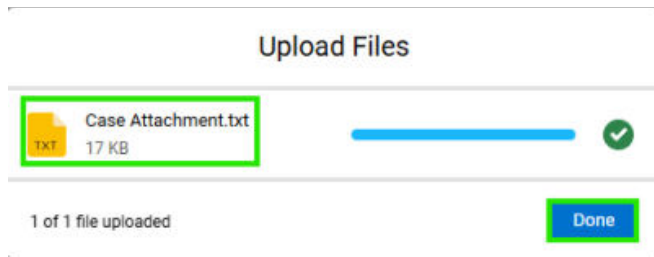 Upload Files
Case Attachment.txt
TXT
17 KB
1 of 1 file uploaded
Done